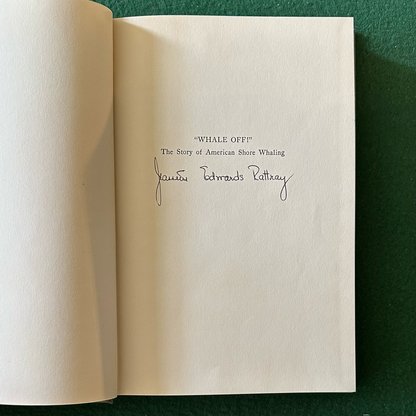 "WHALE OFF!"
The Story of American Shore Whaling
Jeannette Edwards Rattray